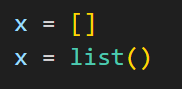 x = []
x = list()